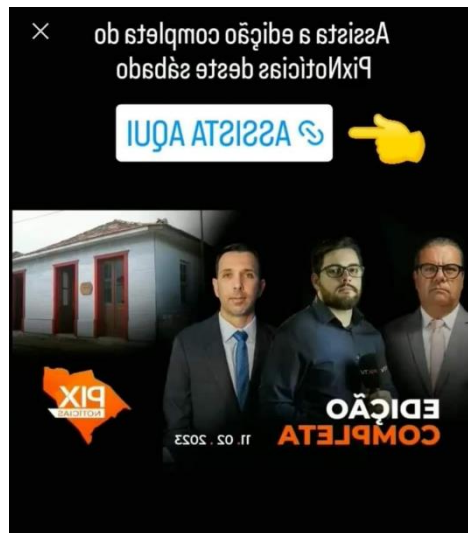 Assista a edição completa do
PixNotícias deste sábado
ASSISTA AQUI
EDIÇÃO
COMPLETA
11. 02. 2023
PIX
NOTÍCIAS